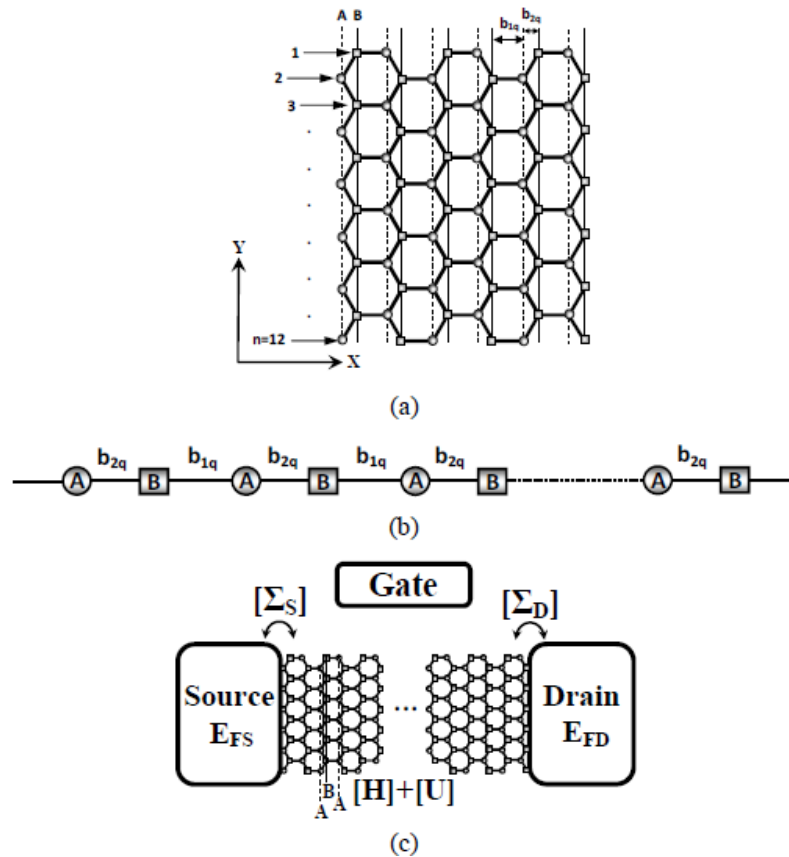 A B
b1q b2q
1
2
3
n=12
Y
X
(a)
b2q b1q b2q b1q b2q b2q
A B A B A B A B
(b)
Gate
[ΣS] [ΣD]
Source
EFS
...
Drain
EFD
B [H]+[U]
A A
(c)